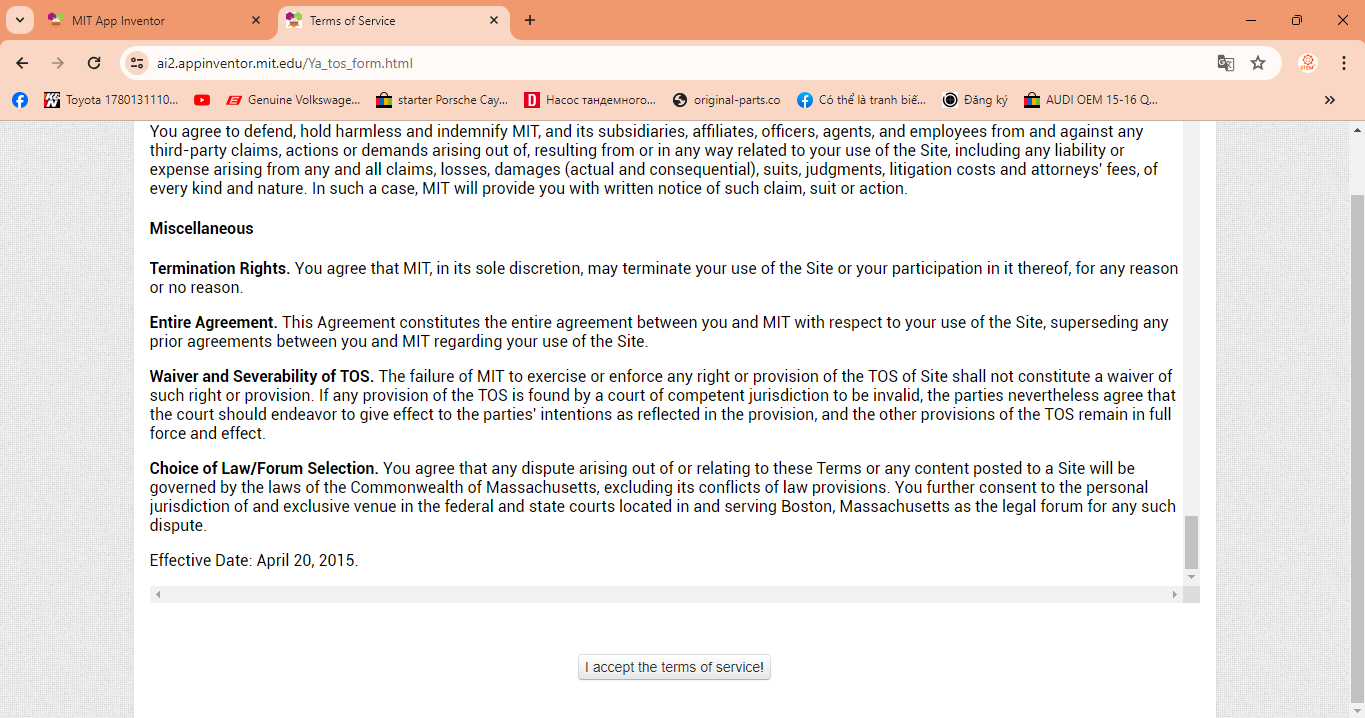 MIT App Inventor
Terms of Service
ai2.appinventor.mit.edu/Ya_tos_form.html
Toyota 1780131110...
Genuine Volkswage...
starter Porsche Cay...
Насос тандемного...
original-parts.co
Có thể là tranh biế...
Đăng ký
AUDI OEM 15-16 Q...
You agree to defend, hold harmless and indemnify MIT, and its subsidiaries, affiliates, officers, agents, and employees from and against any
third-party claims, actions or demands arising out of, resulting from or in any way related to your use of the Site, including any liability or
expense arising from any and all claims, losses, damages (actual and consequential), suits, judgments, litigation costs and attorneys' fees, of
every kind and nature. In such a case, MIT will provide you with written notice of such claim, suit or action.
Miscellaneous
Termination Rights. You agree that MIT, in its sole discretion, may terminate your use of the Site or your participation in it thereof, for any reason
or no reason.
Entire Agreement. This Agreement constitutes the entire agreement between you and MIT with respect to your use of the Site, superseding any
prior agreements between you and MIT regarding your use of the Site.
Waiver and Severability of TOS. The failure of MIT to exercise or enforce any right or provision of the TOS of Site shall not constitute a waiver of
such right or provision. If any provision of the TOS is found by a court of competent jurisdiction to be invalid, the parties nevertheless agree that
the court should endeavor to give effect to the parties' intentions as reflected in the provision, and the other provisions of the TOS remain in full
force and effect.
Choice of Law/Forum Selection. You agree that any dispute arising out of or relating to these Terms or any content posted to a Site will be
governed by the laws of the Commonwealth of Massachusetts, excluding its conflicts of law provisions. You further consent to the personal
jurisdiction of and exclusive venue in the federal and state courts located in and serving Boston, Massachusetts as the legal forum for any such
dispute.
Effective Date: April 20, 2015.
I accept the terms of service!